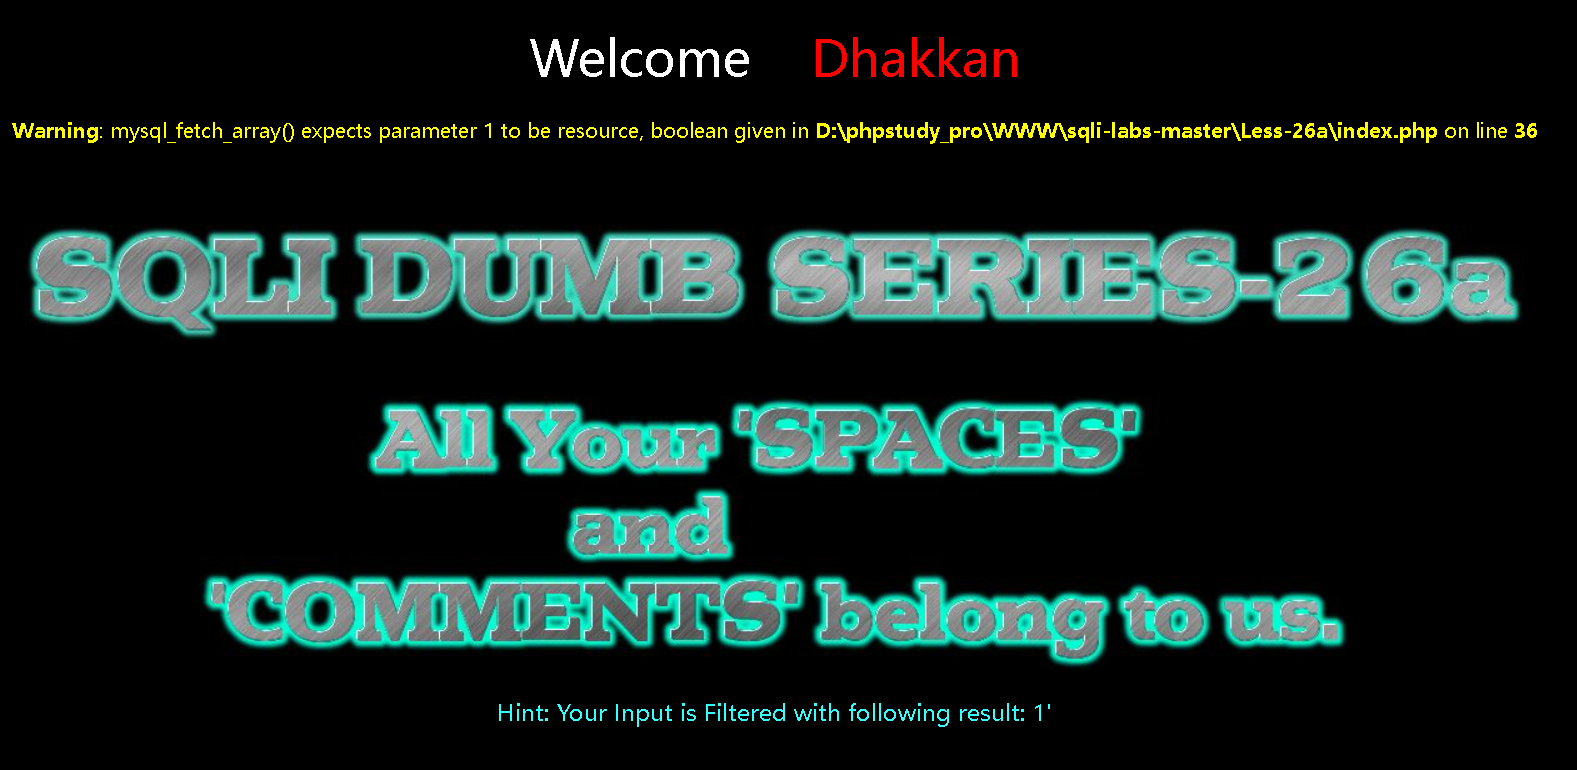 Welcome Dhakkan
Warning: mysql_fetch_array() expects parameter 1 to be resource, boolean given in D:\phpstudy_pro\WWW\sqli-labs-master\Less-26a\index.php on line 36
SQLI DUMB SERIES-26a
All Your 'SPACES'
and
'COMMENTS' belong to us.
Hint: Your Input is Filtered with following result: 1'